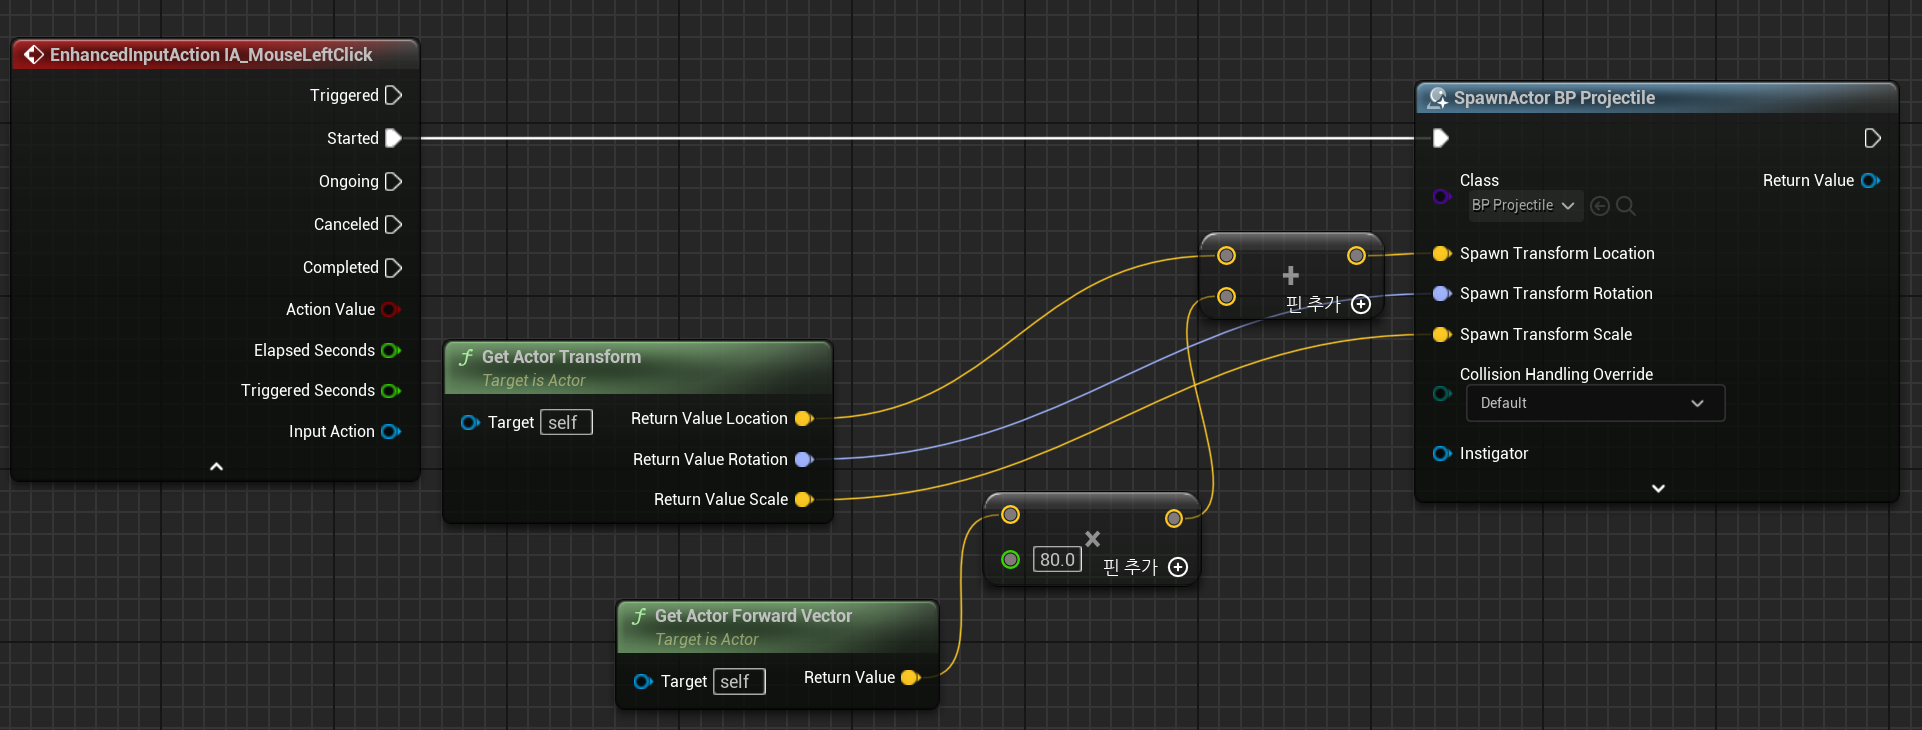 EnhancedInputAction IA_MouseLeftClick
Triggered
Started
Ongoing
Canceled
Completed
Action Value
Elapsed Seconds
Triggered Seconds
Input Action
Get Actor Transform
Target is Actor
Target self
Return Value Location
Return Value Rotation
Return Value Scale
Get Actor Forward Vector
Target is Actor
Target self
Return Value
×
80.0
핀 추가
+
핀 추가
SpawnActor BP Projectile
Class
BP Projectile
Return Value
Spawn Transform Location
Spawn Transform Rotation
Spawn Transform Scale
Collision Handling Override
Default
Instigator